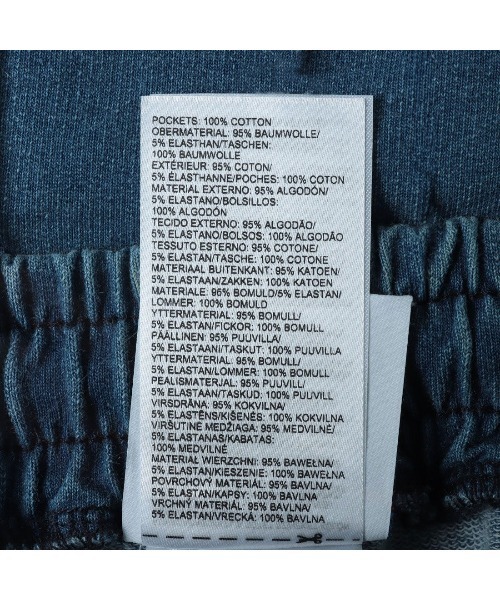 POCKETS: 100% COTTON
OBERMATERIAL: 95% BAUMWOLLE/
5% ELASTHAN/TASCHEN:
100% BAUMWOLLE
EXTÉRIEUR: 95% COTON/
5% ÉLASTHANNE/POCHES: 100% COTON
MATERIAL EXTERNO: 95% ALGODÓN/
5% ELASTANO/BOLSILLOS:
100% ALGODÓN
TECIDO EXTERNO: 95% ALGODÃO/
5% ELASTANO/BOLSOS: 100% ALGODÃO
TESSUTO ESTERNO: 95% COTONE/
5% ELASTAN/TASCHE: 100% COTONE
MATERIAAL BUITENKANT: 95% KATOEN/
5% ELASTAAN/ZAKKEN: 100% KATOEN
MATERIALE: 96% BOMULD/5% ELASTAN/
LOMMER: 100% BOMULD
YTTERMATERIAL: 95% BOMULL/
5% ELASTAN/FICKOR: 100% BOMULL
PÄÄLLINEN: 95% PUUVILLA/
5% ELASTAANI/TASKUT: 100% PUUVILLA
YTTERMATERIAL: 95% BOMULL/
5% ELASTAN/LOMMER: 100% BOMULL
PEALISMATERJAL: 95% PUUVILL/
5% ELASTAAN/TASKUD: 100% PUUVILL
VIRSDRĀNA: 95% KOKVILNA/
5% ELASTĒNS/KIŠENĒS: 100% KOKVILNA
VIRŠUTINE MEDŽIAGA: 95% MEDVILNĖ/
5% ELASTANAS/KABATAS:
100% MEDVILNĖ
MATERIAŁ WIERZCHNI: 95% BAWEŁNA/
5% ELASTAN/KIESZENIE: 100% BAWEŁNA
POVRCHOVÝ MATERIÁL: 95% BAVLNA/
5% ELASTAN/KAPSY: 100% BAVLNA
VRCHNÝ MATERIÁL: 95% BAVLNA/
5% ELASTAN/VRECKÁ: 100% BAVLNA